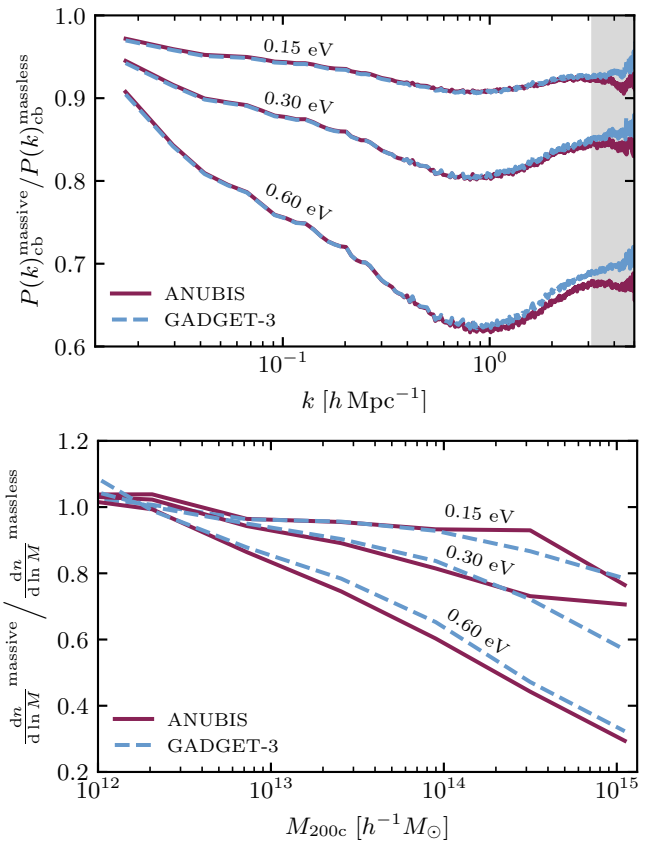 1.0
0.9
0.8
0.7
0.6
P(k)_cb^massive / P(k)_cb^massless
0.15 eV
0.30 eV
0.60 eV
ANUBIS
GADGET-3
10^−1
10^0
k [h Mpc^−1]
1.2
1.0
0.8
0.6
0.4
0.2
dn/d ln M ^massive / dn/d ln M ^massless
0.15 eV
0.30 eV
0.60 eV
ANUBIS
GADGET-3
10^12
10^13
10^14
10^15
M_200c [h^−1 M_⊙]